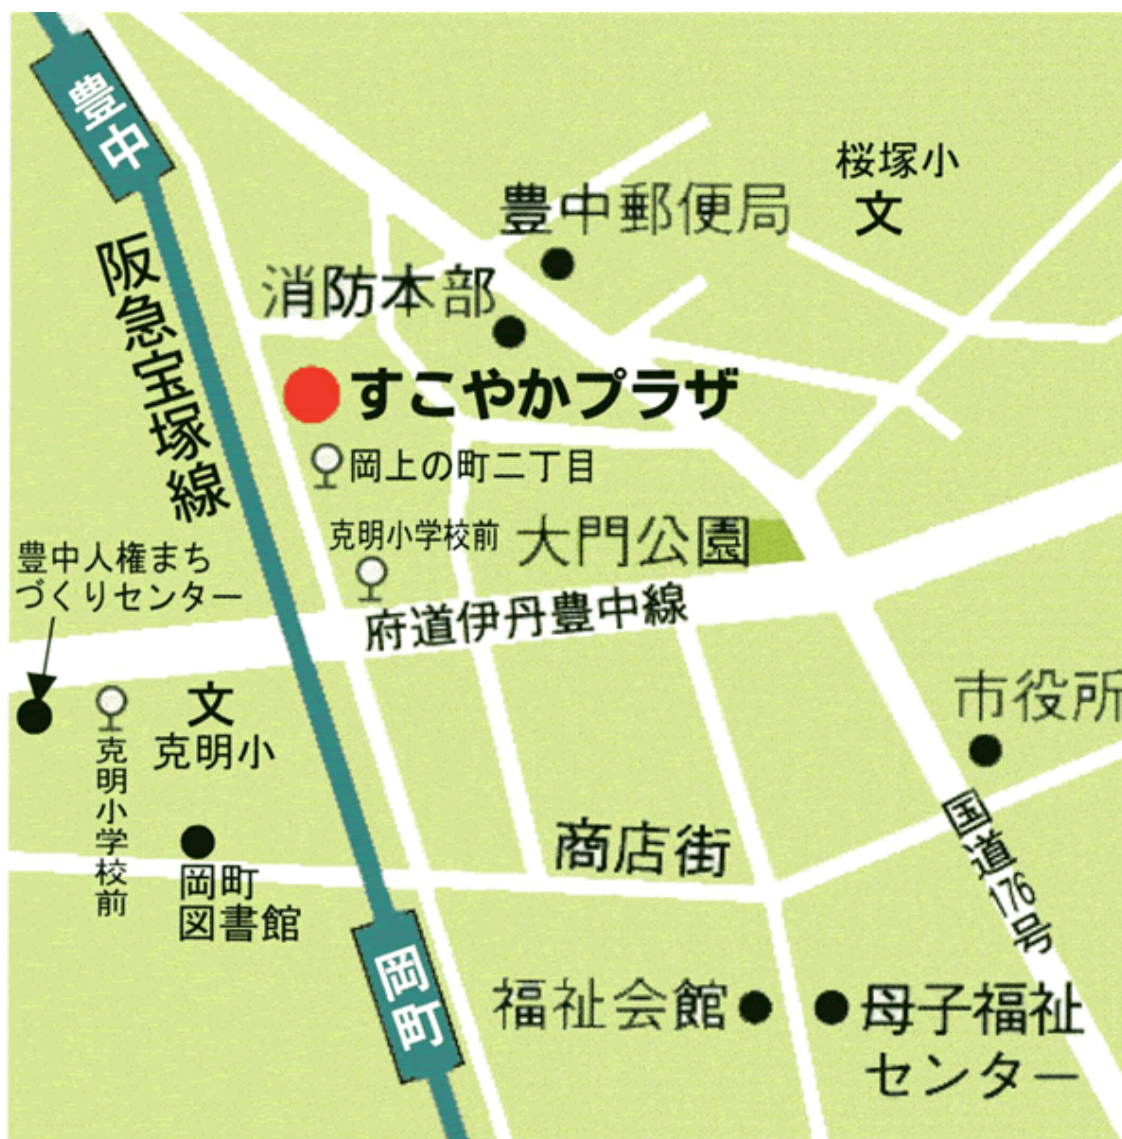 豊中
桜塚小
文
豊中郵便局
阪急宝塚線
消防本部
すこやかプラザ
岡上の町二丁目
克明小学校前
大門公園
豊中人権まち
づくりセンター
府道伊丹豊中線
文
克明小
克明小学校前
市役所
国道176号
商店街
岡町
図書館
岡町
福祉会館
母子福祉
センター